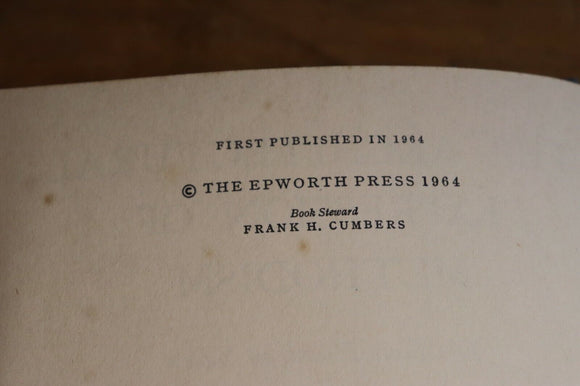 FIRST PUBLISHED IN 1964
© THE EPWORTH PRESS 1964
Book Steward
FRANK H. CUMBERS